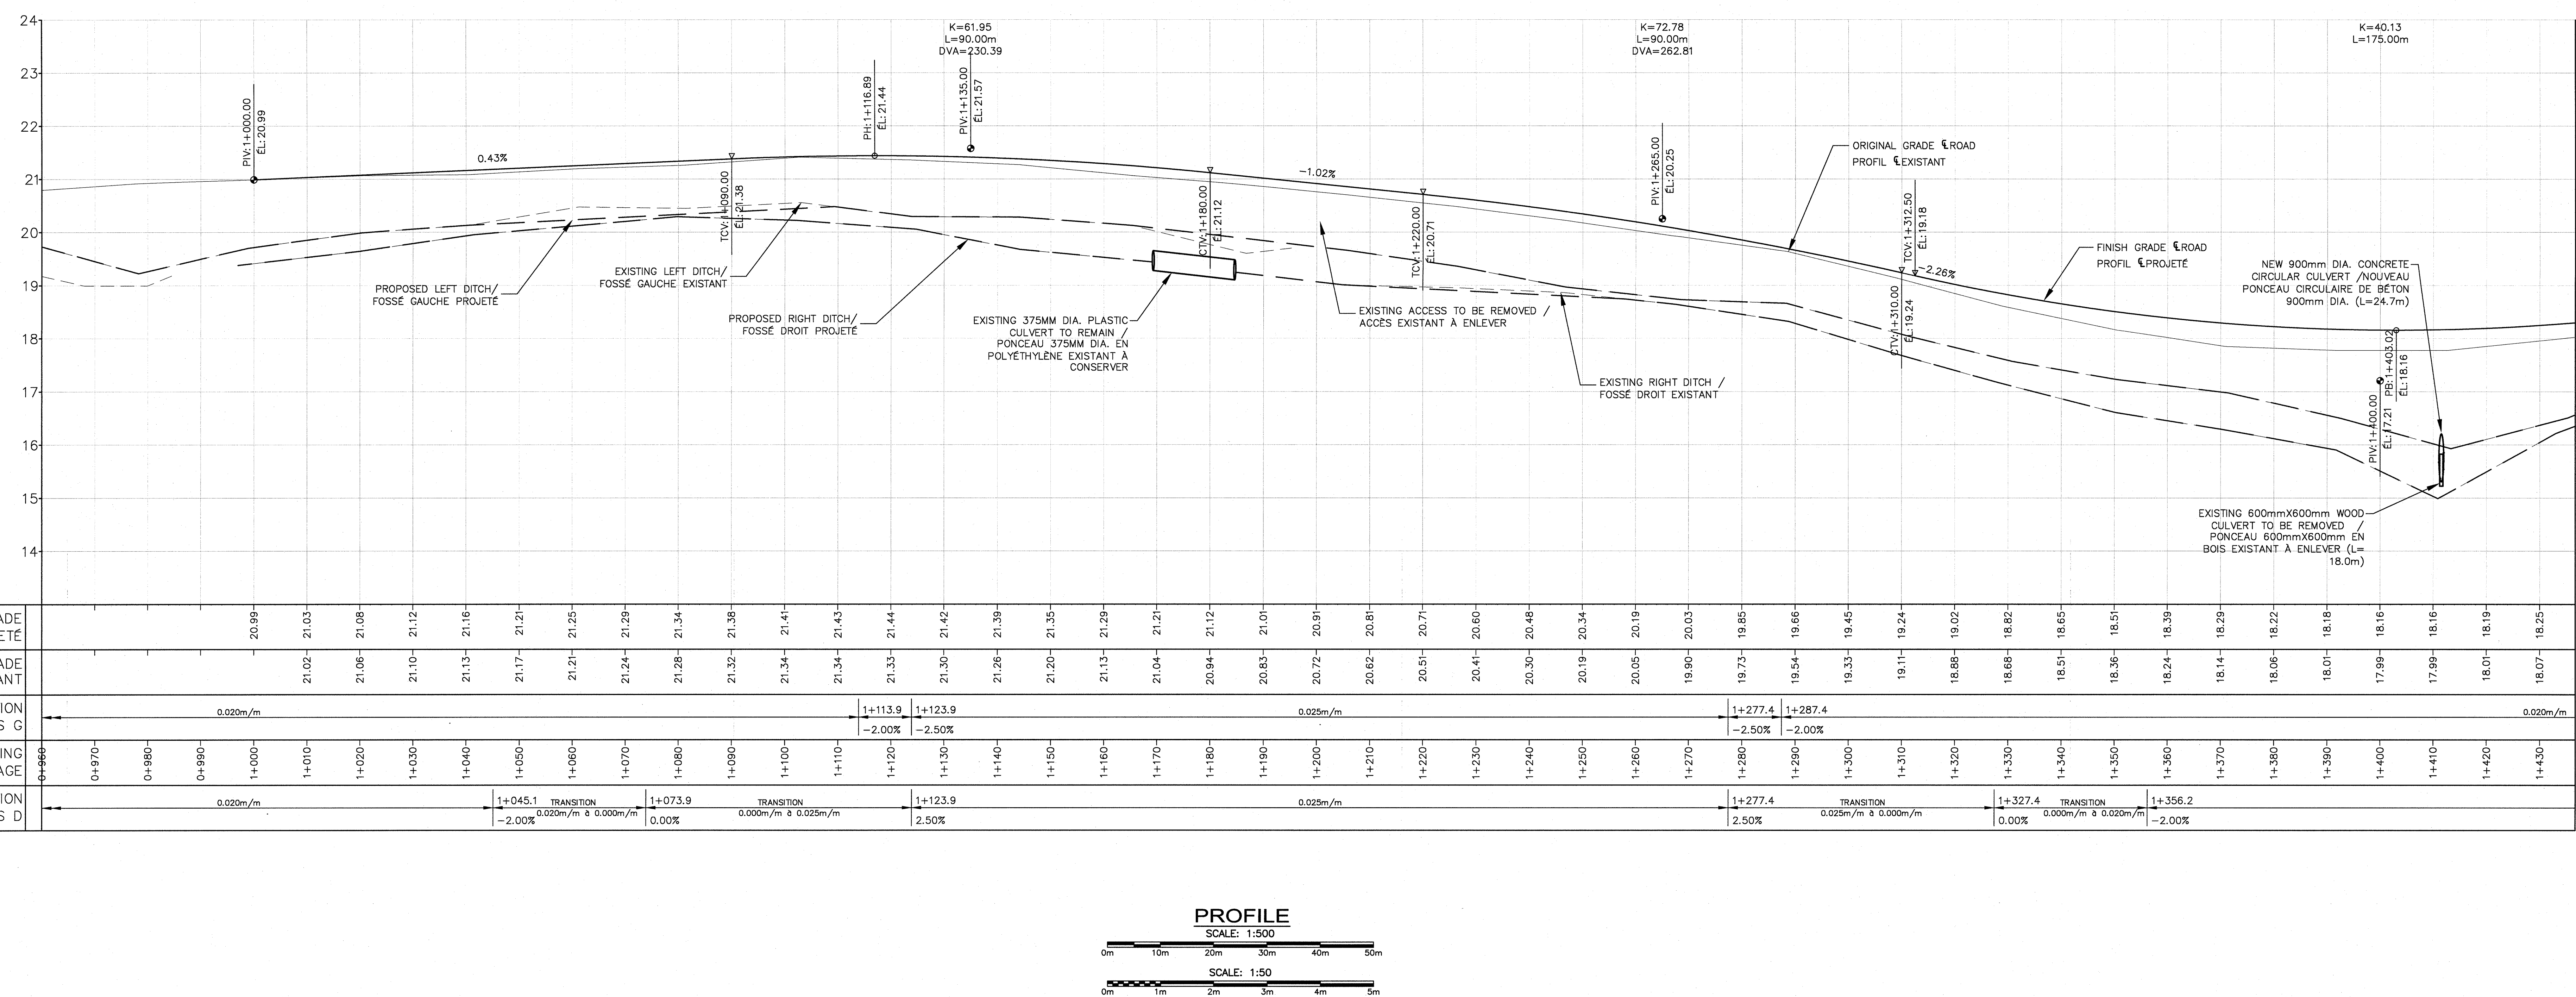 24
23
22
21
20
19
18
17
16
15
14
K=61.95
L=90.00m
DVA=230.39
K=72.78
L=90.00m
DVA=262.81
K=40.13
L=175.00m
PIV:1+000.00
ÉL:20.99
0.43%
TCV:1+090.00
ÉL:21.38
PH:1+116.89
ÉL:21.44
PIV:1+135.00
ÉL:21.57
CTV:1+180.00
ÉL:21.12
-1.02%
TCV:1+220.00
ÉL:20.71
PIV:1+265.00
ÉL:20.25
CTV:1+310.00
ÉL:19.24
TCV:1+312.50
ÉL:19.18
-2.26%
PIV:1+400.00
ÉL:17.21
PB:1+403.02
ÉL:18.16
ORIGINAL GRADE ℄ ROAD
PROFIL ℄ EXISTANT
FINISH GRADE ℄ ROAD
PROFIL ℄ PROJETÉ
NEW 900mm DIA. CONCRETE
CIRCULAR CULVERT /NOUVEAU
PONCEAU CIRCULAIRE DE BÉTON
900mm DIA. (L=24.7m)
PROPOSED LEFT DITCH/
FOSSÉ GAUCHE PROJETÉ
EXISTING LEFT DITCH/
FOSSÉ GAUCHE EXISTANT
PROPOSED RIGHT DITCH/
FOSSÉ DROIT PROJETÉ
EXISTING 375MM DIA. PLASTIC
CULVERT TO REMAIN /
PONCEAU 375MM DIA. EN
POLYÉTHYLÈNE EXISTANT À
CONSERVER
EXISTING ACCESS TO BE REMOVED /
ACCÈS EXISTANT À ENLEVER
EXISTING RIGHT DITCH /
FOSSÉ DROIT EXISTANT
EXISTING 600mmX600mm WOOD
CULVERT TO BE REMOVED /
PONCEAU 600mmX600mm EN
BOIS EXISTANT À ENLEVER (L=
18.0m)
ADE
ETÉ
20.99 21.03 21.08 21.12 21.16 21.21 21.25 21.29 21.34 21.38 21.41 21.43 21.44 21.42 21.39 21.35 21.29 21.21 21.12 21.01 20.91 20.81 20.71 20.60 20.48 20.34 20.19 20.03 19.85 19.66 19.45 19.24 19.02 18.82 18.65 18.51 18.39 18.29 18.22 18.18 18.16 18.16 18.19 18.25
ADE
ANT
21.02 21.06 21.10 21.13 21.17 21.21 21.24 21.28 21.32 21.34 21.34 21.33 21.30 21.26 21.20 21.13 21.04 20.94 20.83 20.72 20.62 20.51 20.41 20.30 20.19 20.05 19.90 19.73 19.54 19.33 19.11 18.88 18.68 18.51 18.36 18.24 18.14 18.06 18.01 17.99 17.99 18.01 18.07
ION
S G
0.020m/m
1+113.9
-2.00%
1+123.9
-2.50%
0.025m/m
1+277.4
-2.50%
1+287.4
-2.00%
0.020m/m
ING
AGE
0+960 0+970 0+980 0+990 1+000 1+010 1+020 1+030 1+040 1+050 1+060 1+070 1+080 1+090 1+100 1+110 1+120 1+130 1+140 1+150 1+160 1+170 1+180 1+190 1+200 1+210 1+220 1+230 1+240 1+250 1+260 1+270 1+280 1+290 1+300 1+310 1+320 1+330 1+340 1+350 1+360 1+370 1+380 1+390 1+400 1+410 1+420 1+430
ION
S D
0.020m/m
1+045.1
-2.00%
TRANSITION
0.020m/m à 0.000m/m
1+073.9
0.00%
TRANSITION
0.000m/m à 0.025m/m
1+123.9
2.50%
0.025m/m
1+277.4
2.50%
TRANSITION
0.025m/m à 0.000m/m
1+327.4
0.00%
TRANSITION
0.000m/m à 0.020m/m
1+356.2
-2.00%
PROFILE
SCALE: 1:500
0m 10m 20m 30m 40m 50m
SCALE: 1:50
0m 1m 2m 3m 4m 5m